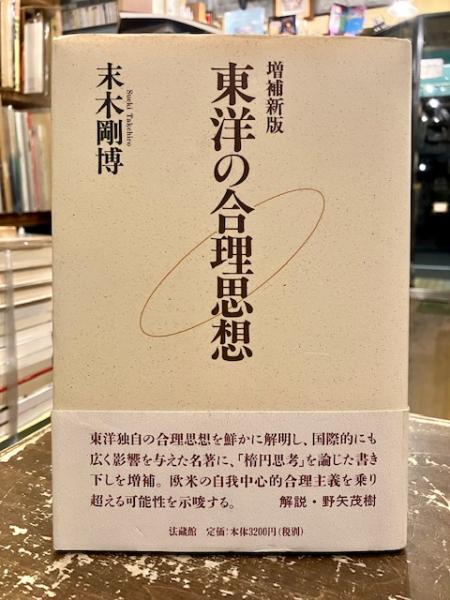 増補新版
東洋の合理思想
末木剛博
Sueki Takehiro
東洋独自の合理思想を鮮かに解明し、国際的にも
広く影響を与えた名著に、「楕円思考」を論じた書き
下しを増補。欧米の自我中心的合理主義を乗り
超える可能性を示唆する。 解説・野矢茂樹
法藏館 定価:本体3200円(税別)